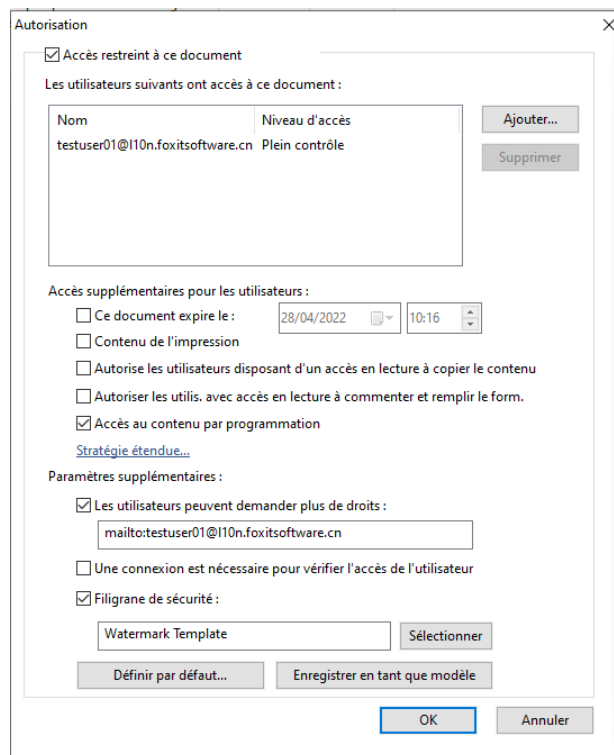 Autorisation
Accès restreint à ce document
Les utilisateurs suivants ont accès à ce document :
Nom Niveau d'accès
Ajouter...
testuser01@l10n.foxitsoftware.cn Plein contrôle
Supprimer
Accès supplémentaires pour les utilisateurs :
Ce document expire le : 28/04/2022 10:16
Contenu de l'impression
Autorise les utilisateurs disposant d'un accès en lecture à copier le contenu
Autoriser les utilis. avec accès en lecture à commenter et remplir le form.
Accès au contenu par programmation
Stratégie étendue...
Paramètres supplémentaires :
Les utilisateurs peuvent demander plus de droits :
mailto:testuser01@l10n.foxitsoftware.cn
Une connexion est nécessaire pour vérifier l'accès de l'utilisateur
Filigrane de sécurité :
Watermark Template Sélectionner
Définir par défaut... Enregistrer en tant que modèle
OK Annuler